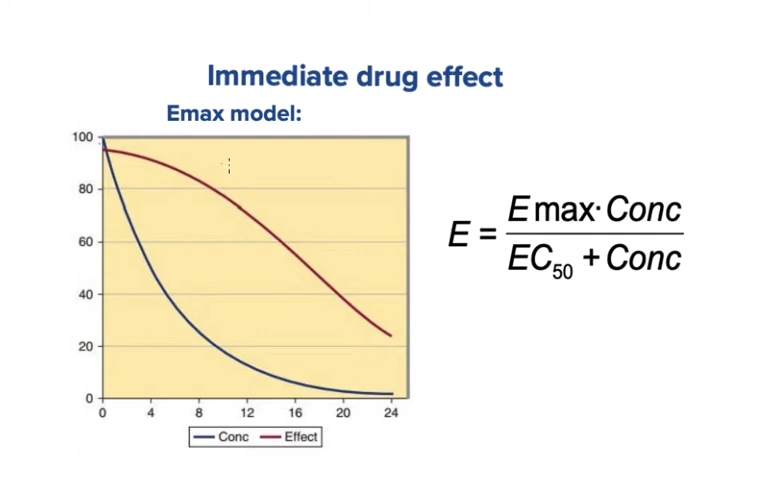 Immediate drug effect
Emax model:
100
80
60
40
20
0
0 4 8 12 16 20 24
Conc Effect
E = Emax· Conc / EC50 + Conc